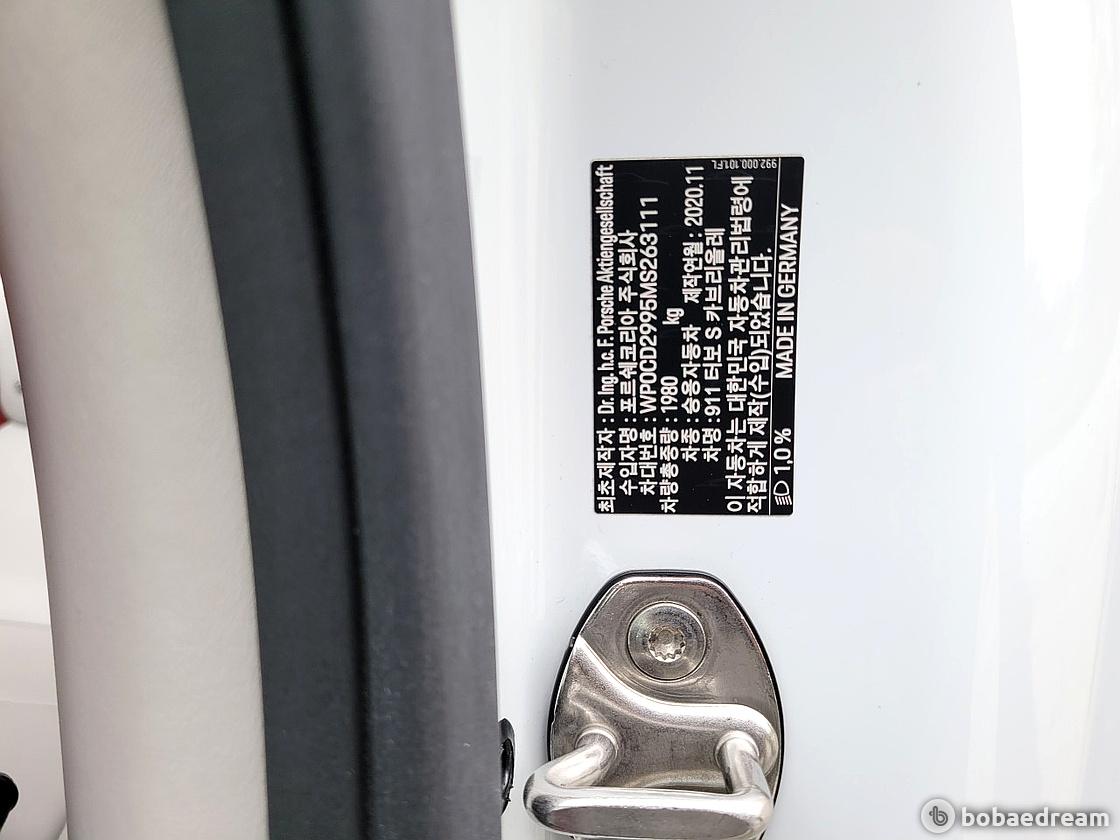 최초제작자 : Dr. Ing. h.c. F. Porsche Aktiengesellschaft
수입자명 : 포르쉐코리아 주식회사
차대번호 : WP0CD2995MS263111
차량총중량 : 1980 kg
차종 : 승용자동차 제작연월 : 2020.11
차명 : 911 터보 S 카브리올레
이 자동차는 대한민국 자동차관리법령에
적합하게 제작(수입)되었습니다.
1,0% MADE IN GERMANY
992.000.101.FL
bobaedream